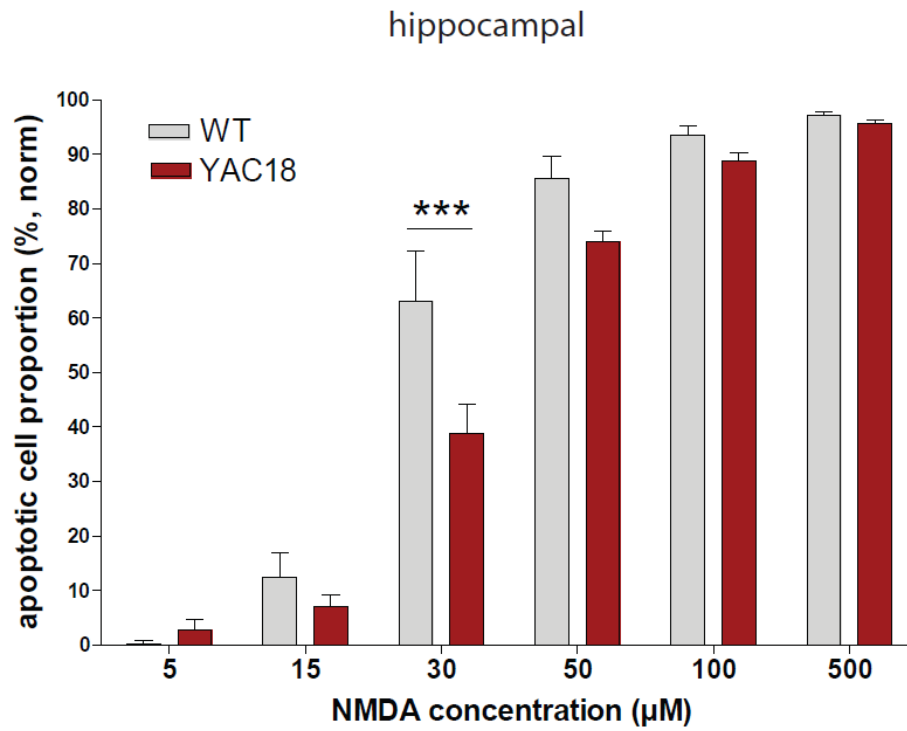 hippocampal
WT
YAC18
***
apoptotic cell proportion (%, norm)
100
90
80
70
60
50
40
30
20
10
0
5 15 30 50 100 500
NMDA concentration (µM)